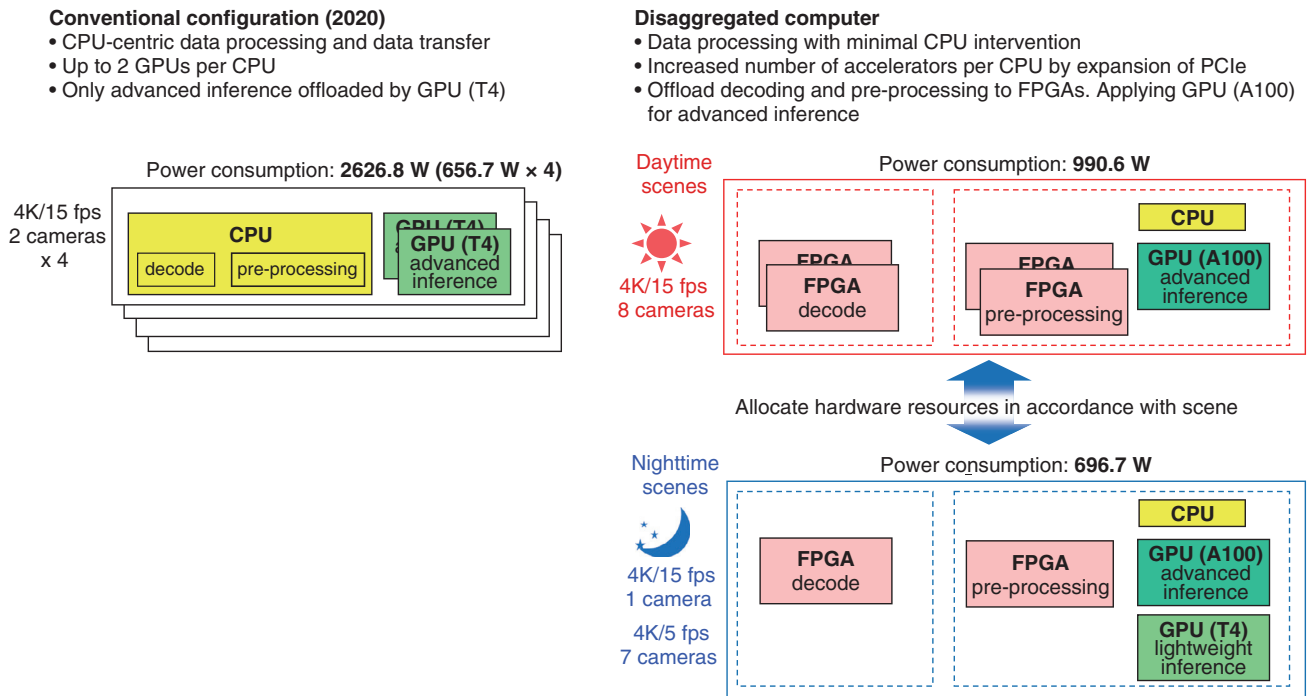 Conventional configuration (2020)
• CPU-centric data processing and data transfer
• Up to 2 GPUs per CPU
• Only advanced inference offloaded by GPU (T4)
Power consumption: 2626.8 W (656.7 W × 4)
4K/15 fps
2 cameras
x 4
CPU
decode
pre-processing
GPU (T4)
a
GPU (T4)
advanced
inference
Disaggregated computer
• Data processing with minimal CPU intervention
• Increased number of accelerators per CPU by expansion of PCIe
• Offload decoding and pre-processing to FPGAs. Applying GPU (A100)
for advanced inference
Daytime
scenes
4K/15 fps
8 cameras
Power consumption: 990.6 W
FPGA
FPGA
decode
FPGA
FPGA
pre-processing
CPU
GPU (A100)
advanced
inference
Allocate hardware resources in accordance with scene
Nighttime
scenes
4K/15 fps
1 camera
4K/5 fps
7 cameras
Power consumption: 696.7 W
FPGA
decode
FPGA
pre-processing
CPU
GPU (A100)
advanced
inference
GPU (T4)
lightweight
inference